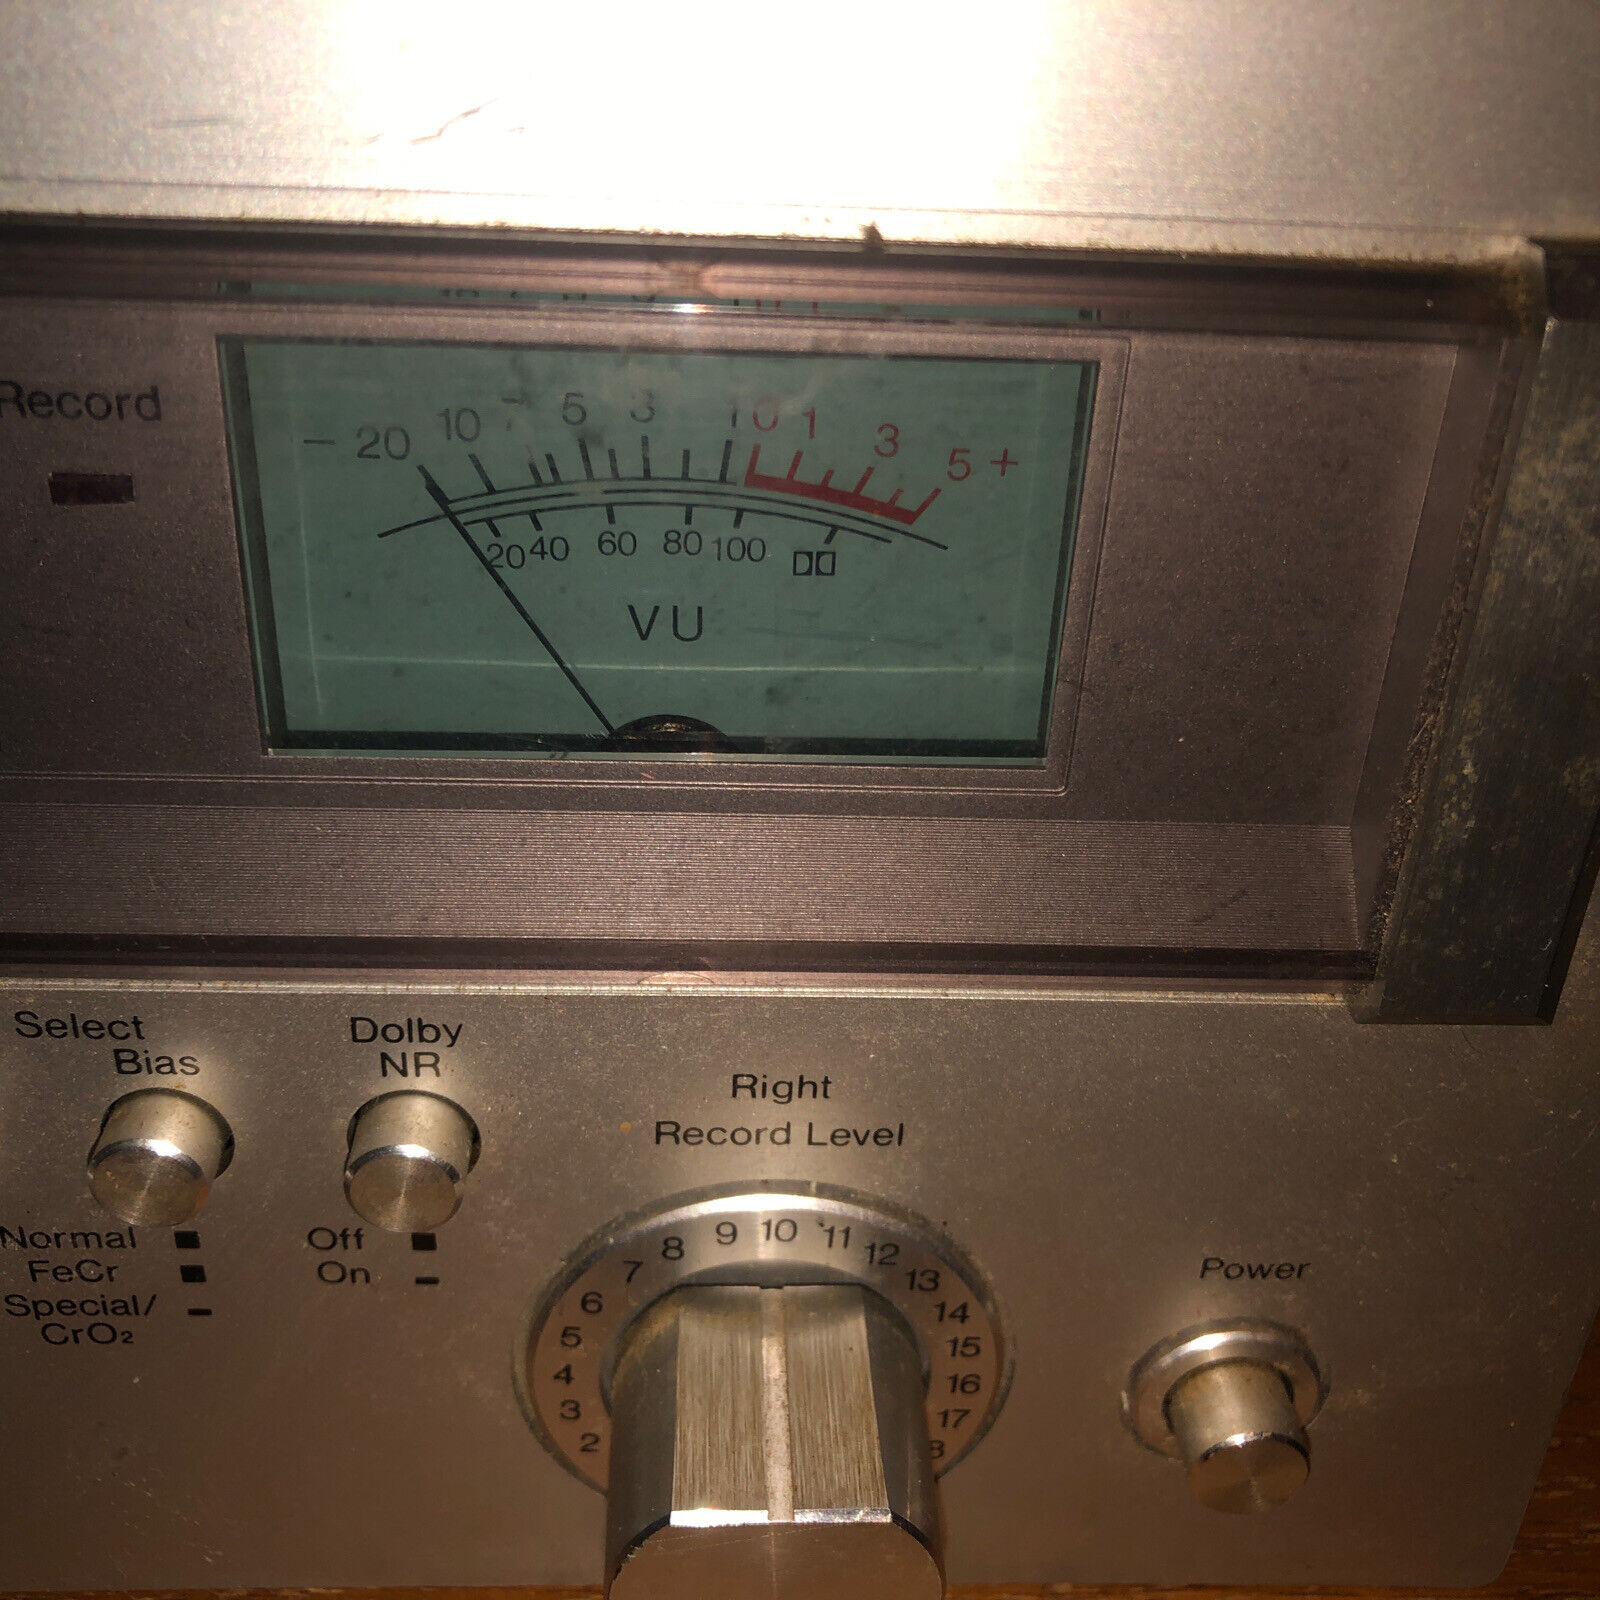 Record
- 20 10 7 5 3 1 0 1 3 5 +
20 40 60 80 100
VU
Select
Bias
Dolby
NR
Right
Record Level
Normal
FeCr
Special/
CrO2
Off
On
2 3 4 5 6 7 8 9 10 11 12 13 14 15 16 17
Power